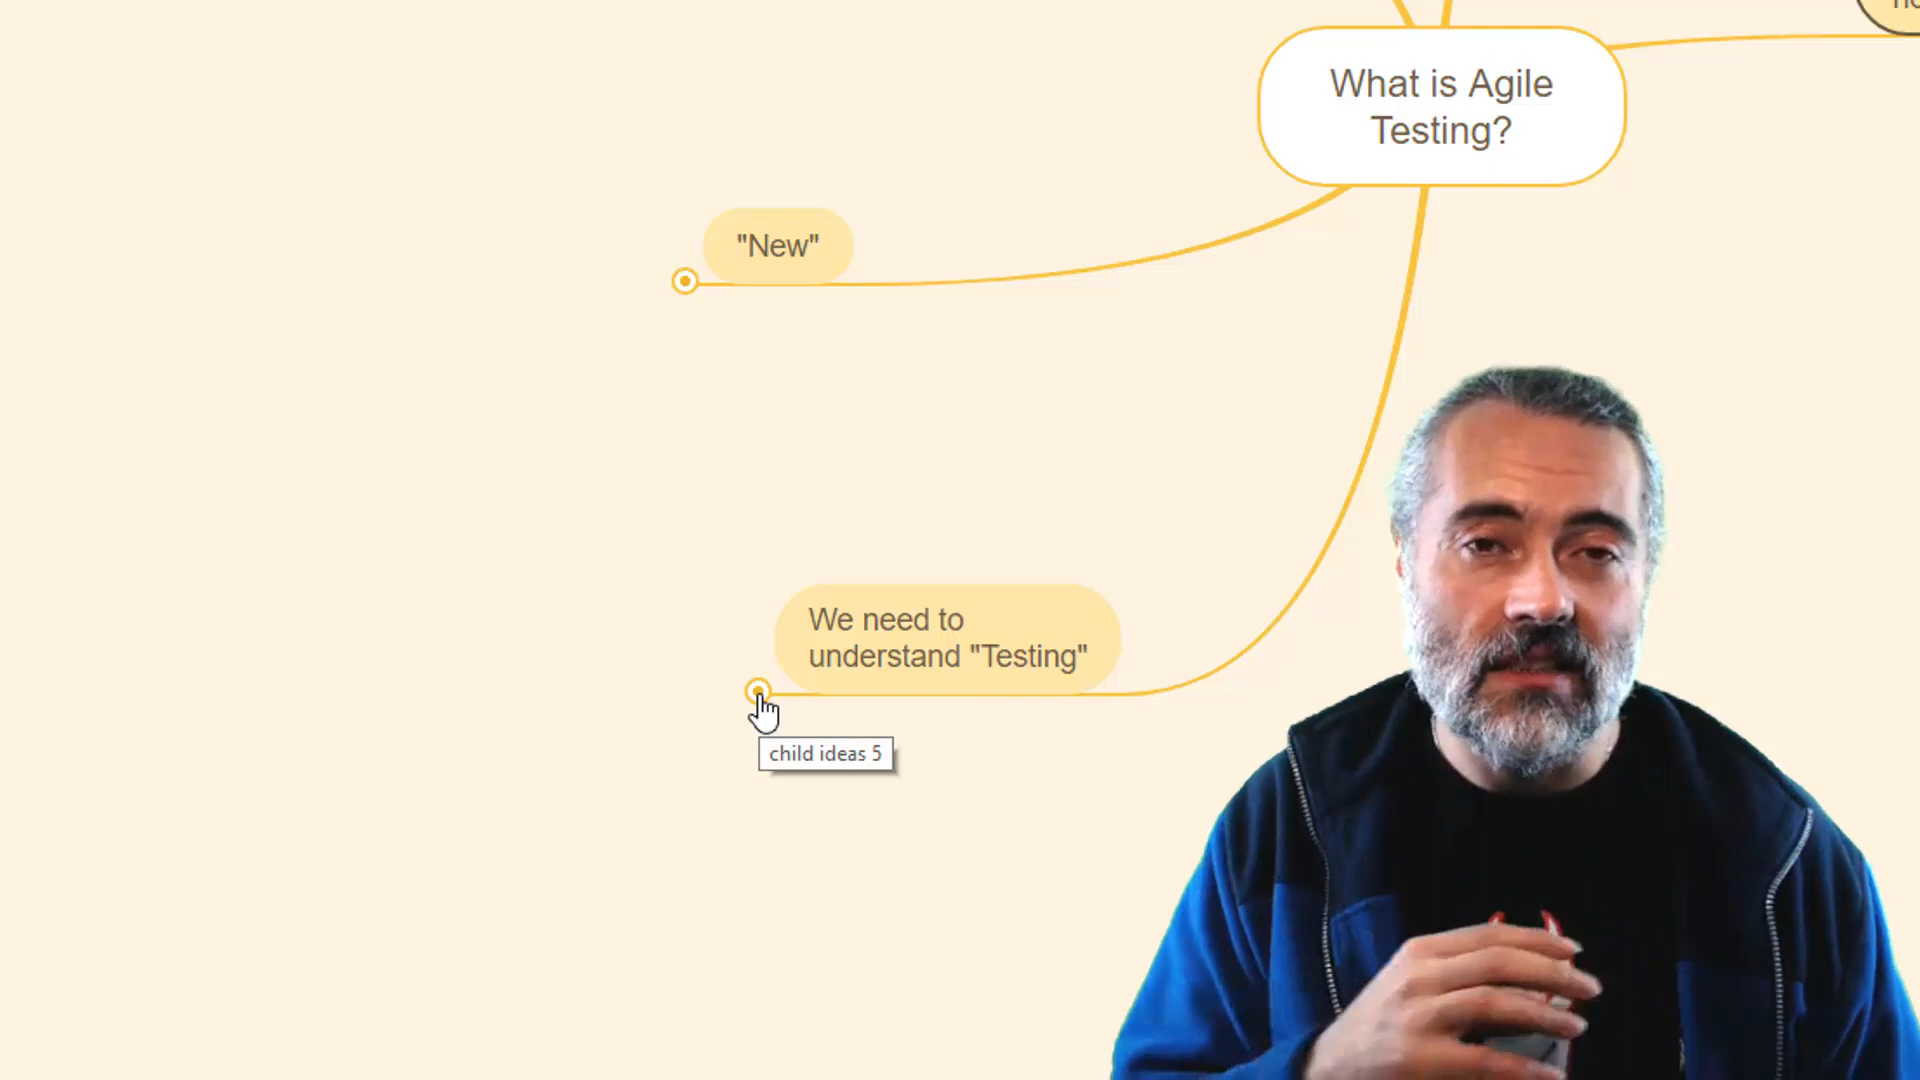 What is Agile
Testing?
"New"
We need to
understand "Testing"
child ideas 5